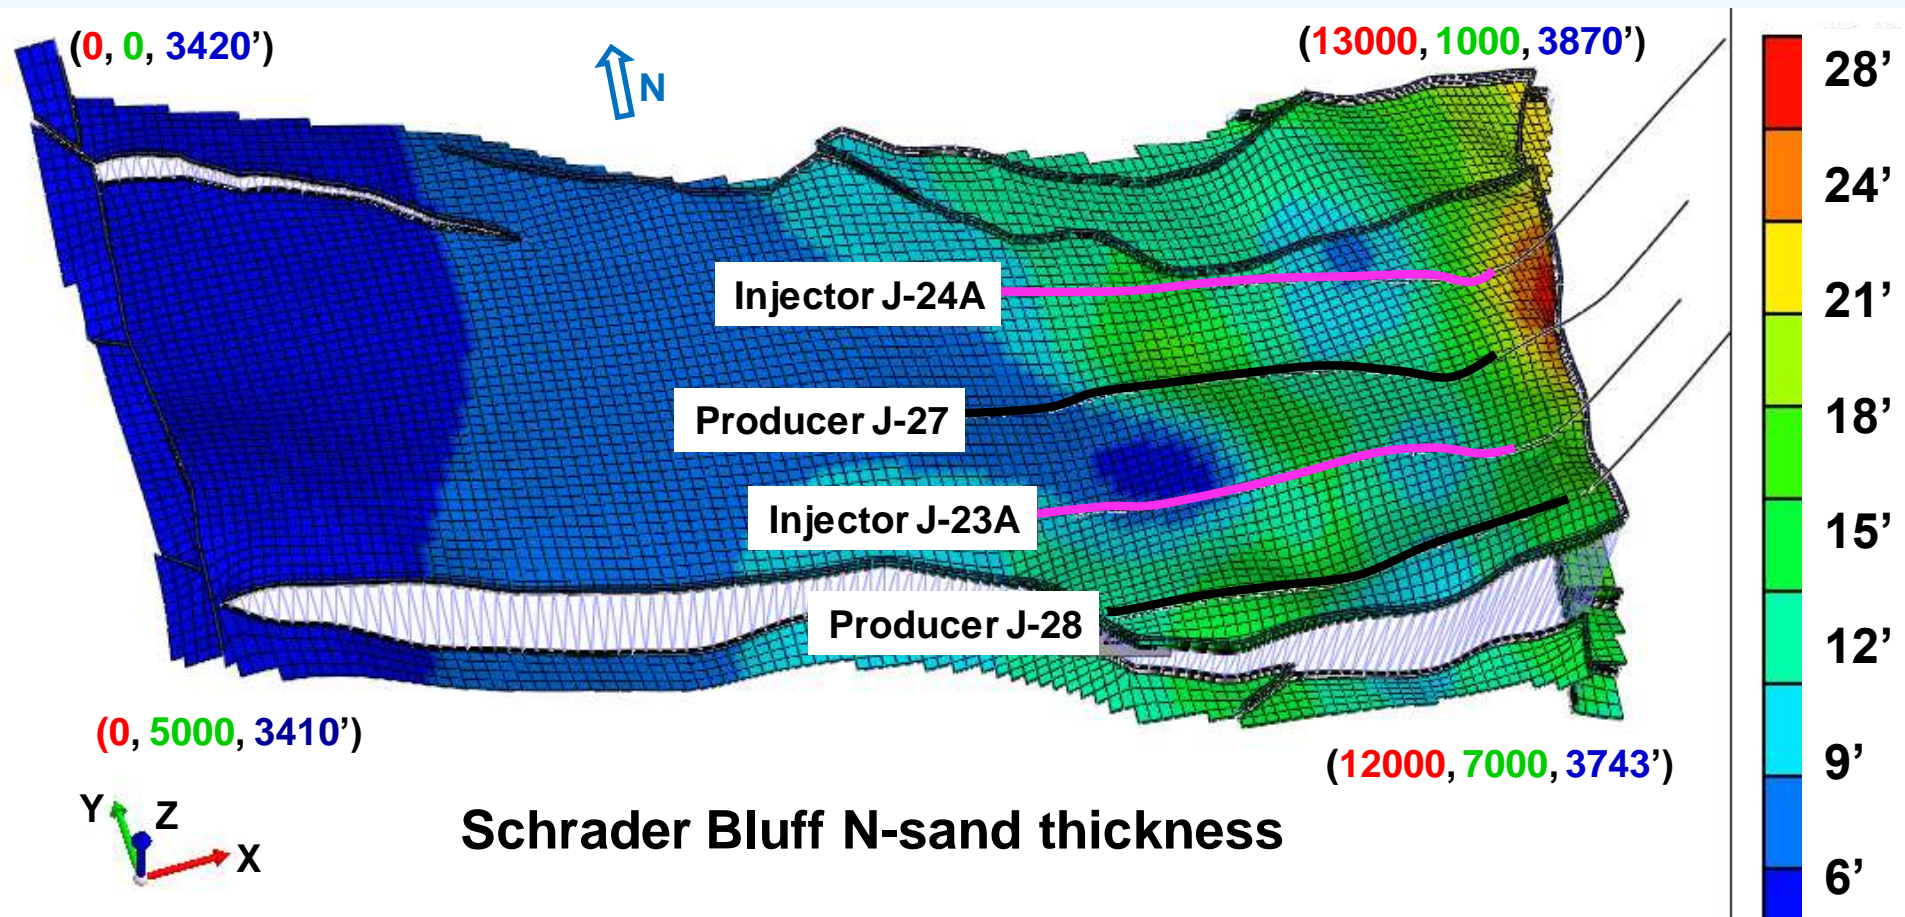 (0, 0, 3420’)
(13000, 1000, 3870’)
N
28’
24’
21’
18’
15’
12’
9’
6’
Injector J-24A
Producer J-27
Injector J-23A
Producer J-28
(0, 5000, 3410’)
(12000, 7000, 3743’)
Y
Z
X
Schrader Bluff N-sand thickness